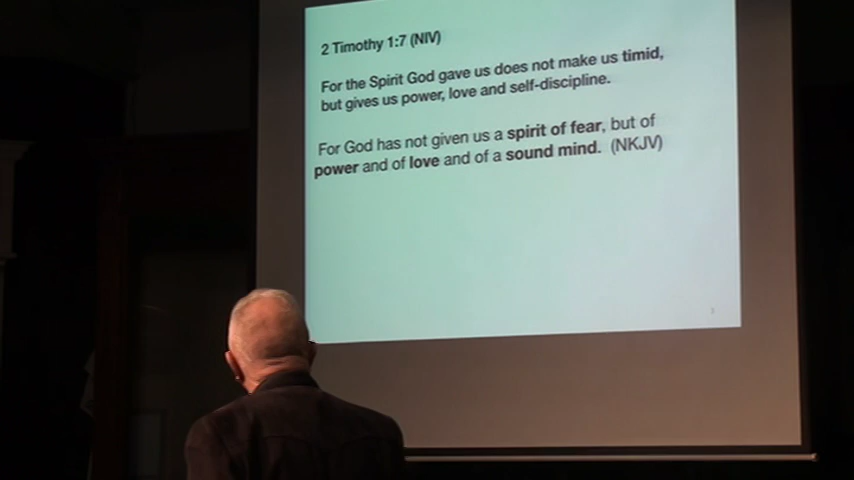 2 Timothy 1:7 (NIV)
For the Spirit God gave us does not make us timid,
but gives us power, love and self-discipline.
For God has not given us a spirit of fear, but of
power and of love and of a sound mind. (NKJV)